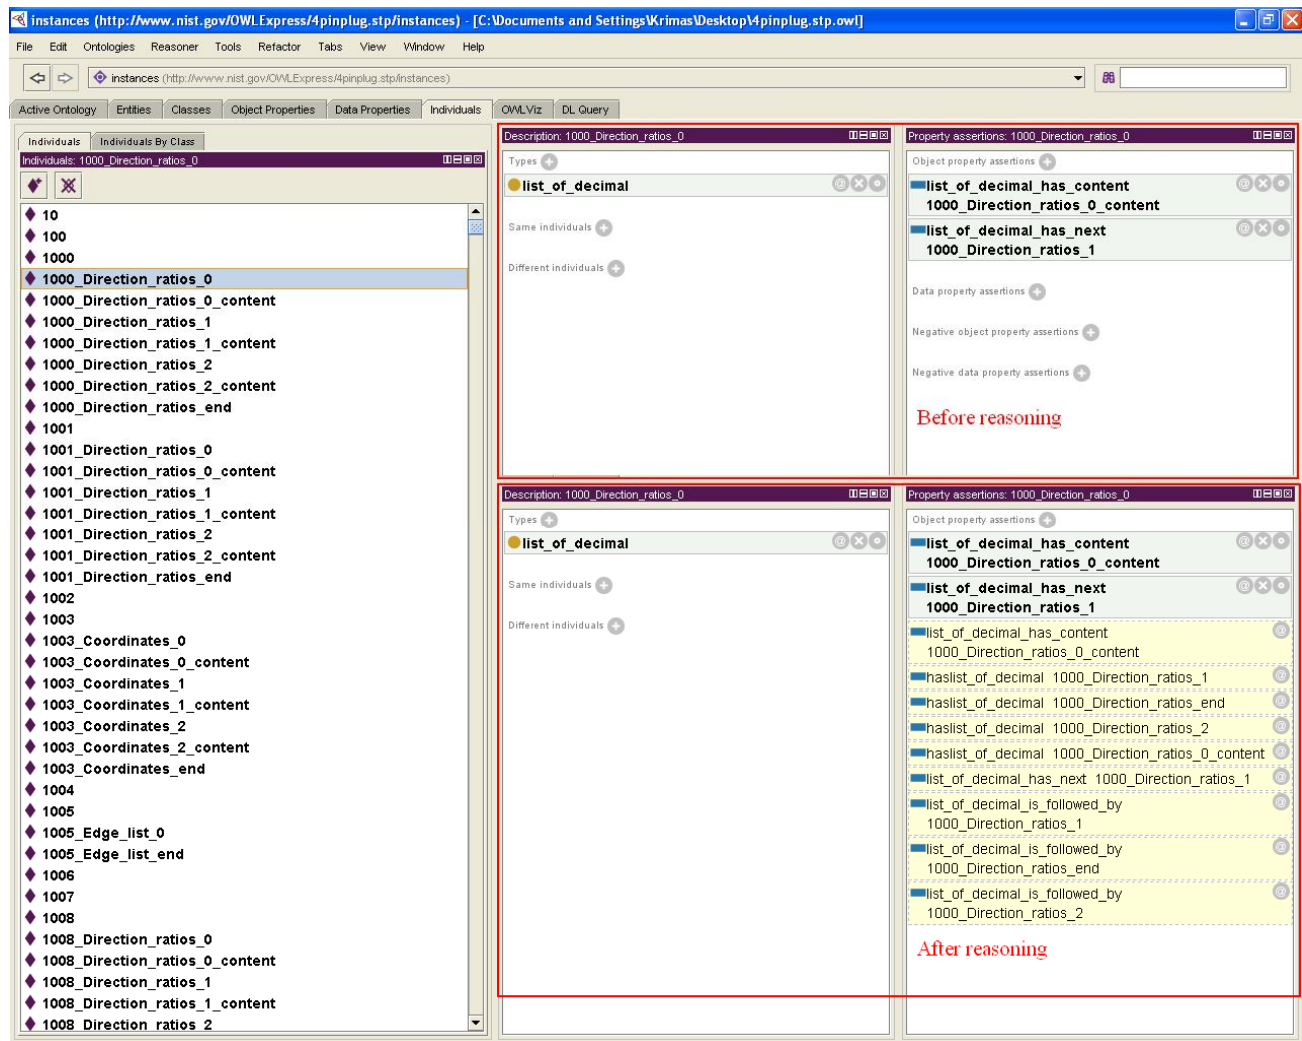 instances (http://www.nist.gov/OWLExpress/4pinplug.stp/instances) - [C:\Documents and Settings\Krimas\Desktop\4pinplug.stp.owl]
File Edit Ontologies Reasoner Tools Refactor Tabs View Window Help
instances (http://www.nist.gov/OWLExpress/4pinplug.stp/instances)
Active Ontology Entities Classes Object Properties Data Properties Individuals OWLViz DL Query
Individuals Individuals By Class
Individuals: 1000_Direction_ratios_0
10
100
1000
1000_Direction_ratios_0
1000_Direction_ratios_0_content
1000_Direction_ratios_1
1000_Direction_ratios_1_content
1000_Direction_ratios_2
1000_Direction_ratios_2_content
1000_Direction_ratios_end
1001
1001_Direction_ratios_0
1001_Direction_ratios_0_content
1001_Direction_ratios_1
1001_Direction_ratios_1_content
1001_Direction_ratios_2
1001_Direction_ratios_2_content
1001_Direction_ratios_end
1002
1003
1003_Coordinates_0
1003_Coordinates_0_content
1003_Coordinates_1
1003_Coordinates_1_content
1003_Coordinates_2
1003_Coordinates_2_content
1003_Coordinates_end
1004
1005
1005_Edge_list_0
1005_Edge_list_end
1006
1007
1008
1008_Direction_ratios_0
1008_Direction_ratios_0_content
1008_Direction_ratios_1
1008_Direction_ratios_1_content
1008_Direction_ratios_2
Description: 1000_Direction_ratios_0
Types
list_of_decimal
Same individuals
Different individuals
Property assertions: 1000_Direction_ratios_0
Object property assertions
list_of_decimal_has_content
1000_Direction_ratios_0_content
list_of_decimal_has_next
1000_Direction_ratios_1
Data property assertions
Negative object property assertions
Negative data property assertions
Before reasoning
Description: 1000_Direction_ratios_0
Types
list_of_decimal
Same individuals
Different individuals
Property assertions: 1000_Direction_ratios_0
Object property assertions
list_of_decimal_has_content
1000_Direction_ratios_0_content
list_of_decimal_has_next
1000_Direction_ratios_1
list_of_decimal_has_content
1000_Direction_ratios_0_content
haslist_of_decimal 1000_Direction_ratios_1
haslist_of_decimal 1000_Direction_ratios_end
haslist_of_decimal 1000_Direction_ratios_2
haslist_of_decimal 1000_Direction_ratios_0_content
list_of_decimal_has_next 1000_Direction_ratios_1
list_of_decimal_is_followed_by
1000_Direction_ratios_1
list_of_decimal_is_followed_by
1000_Direction_ratios_end
list_of_decimal_is_followed_by
1000_Direction_ratios_2
After reasoning